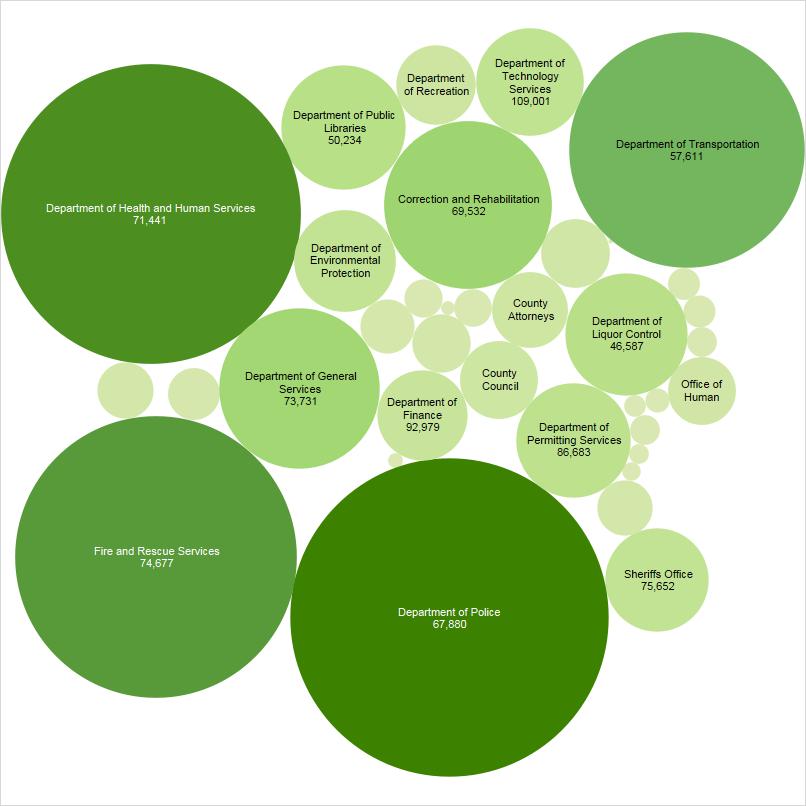 Department of
Technology
Services
109,001
Department
of Recreation
Department of Public
Libraries
50,234
Department of Transportation
57,611
Correction and Rehabilitation
69,532
Department of Health and Human Services
71,441
Department of
Environmental
Protection
County
Attorneys
Department of
Liquor Control
46,587
County
Council
Department of General
Services
73,731
Office of
Human
Department of
Finance
92,979
Department of
Permitting Services
86,683
Fire and Rescue Services
74,677
Sheriffs Office
75,652
Department of Police
67,880